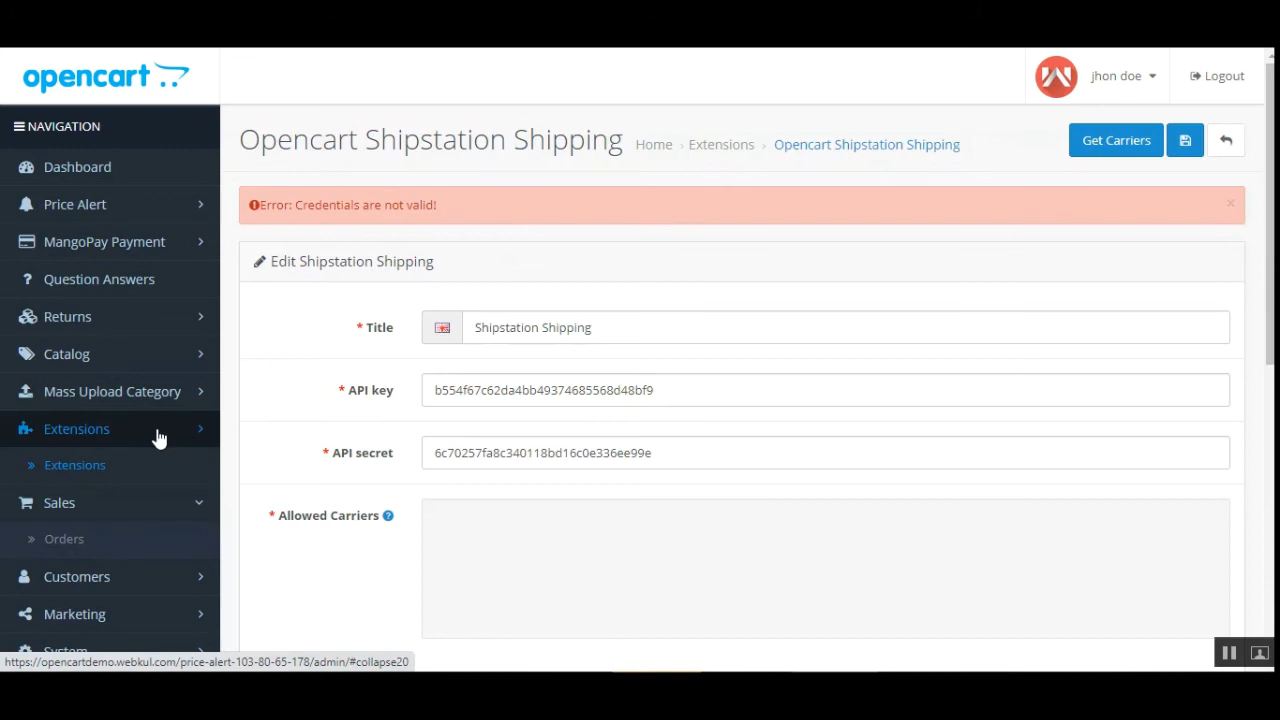 opencart
jhon doe
Logout
NAVIGATION
Dashboard
Price Alert
MangoPay Payment
Question Answers
Returns
Catalog
Mass Upload Category
Extensions
Extensions
Sales
Orders
Customers
Marketing
System
Opencart Shipstation Shipping
Home › Extensions › Opencart Shipstation Shipping
Get Carriers
Error: Credentials are not valid!
×
Edit Shipstation Shipping
* Title
Shipstation Shipping
* API key
b554f67c62da4bb49374685568d48bf9
* API secret
6c70257fa8c340118bd16c0e336ee99e
* Allowed Carriers ?
https://opencartdemo.webkul.com/price-alert-103-80-65-178/admin/#collapse20